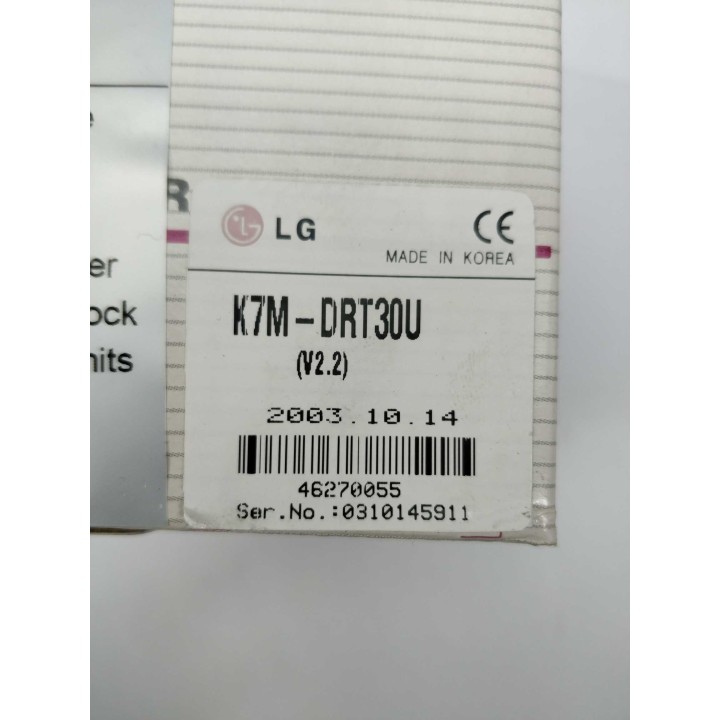 e
R
er
ock
nits
LG
CE
MADE IN KOREA
K7M-DRT30U
(V2.2)
2003.10.14
46270055
Ser.No.:0310145911